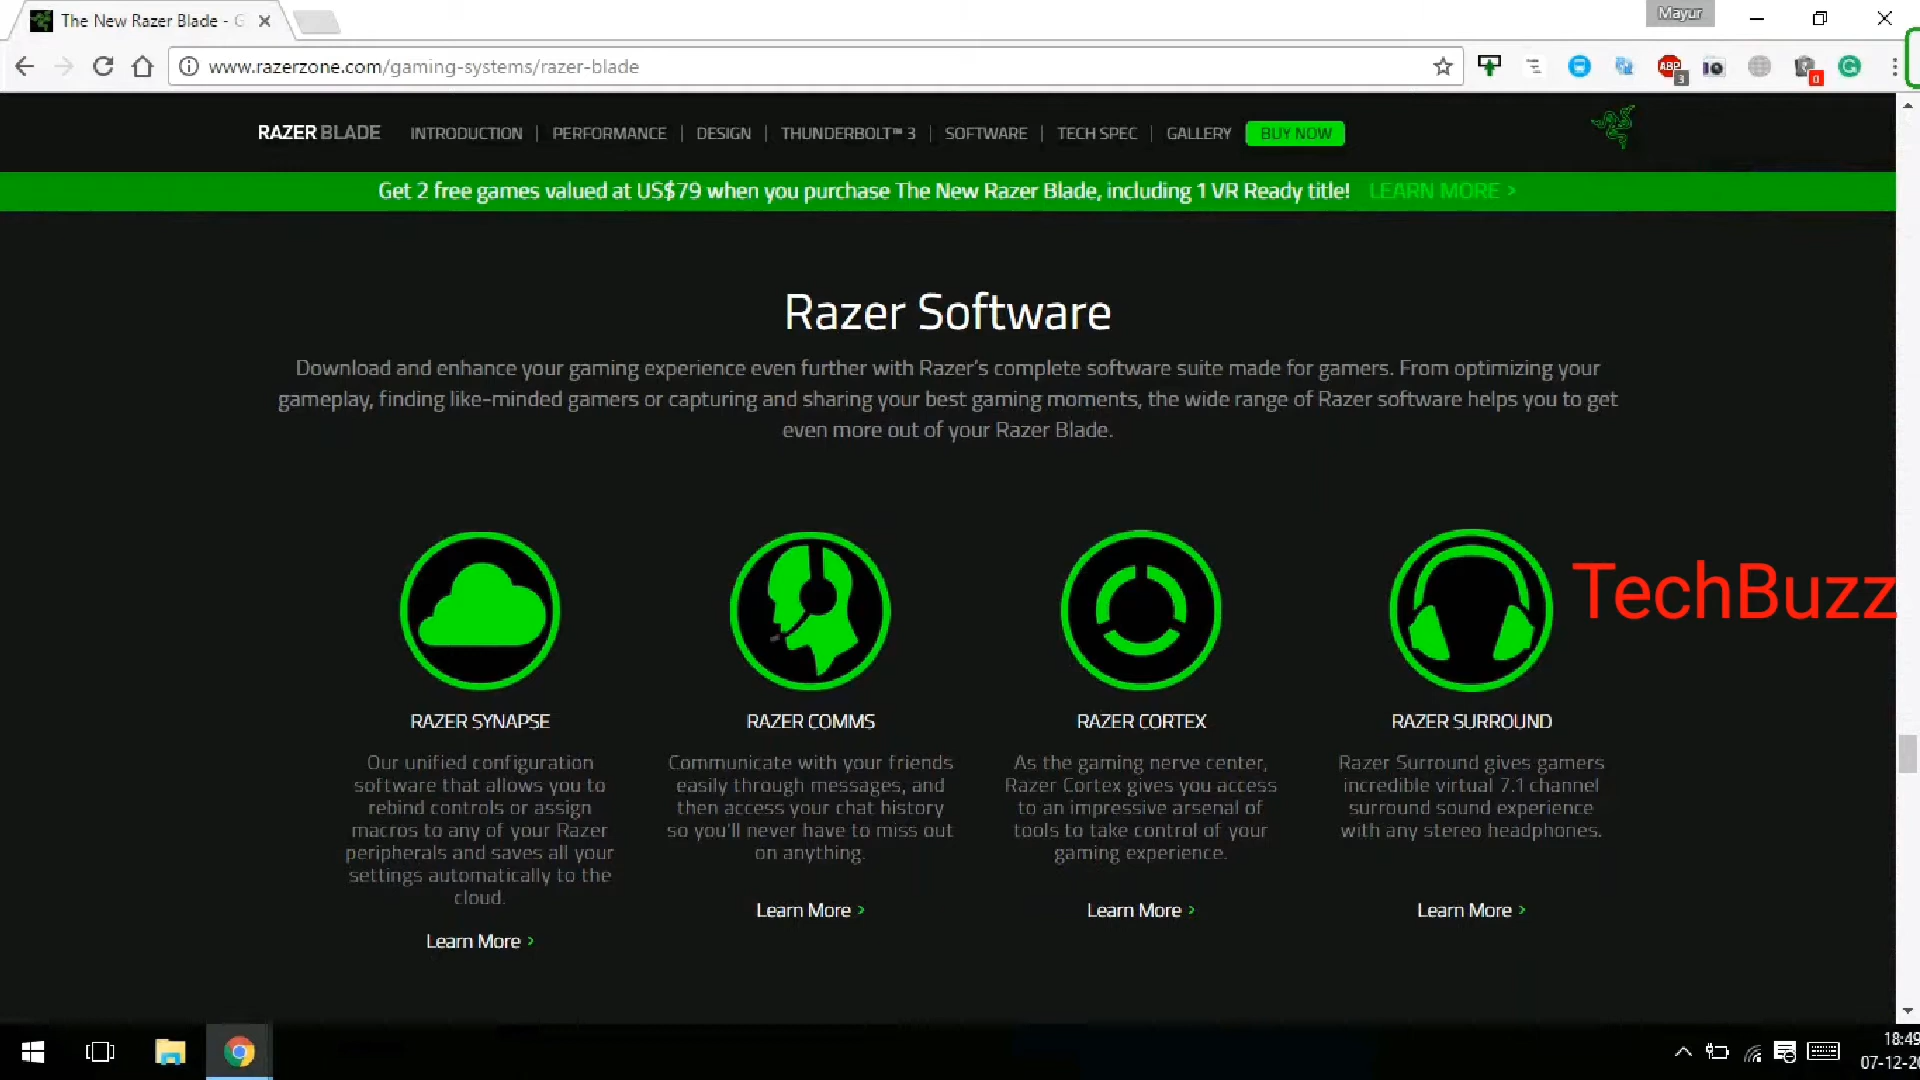 The New Razer Blade - G
Mayur
www.razerzone.com/gaming-systems/razer-blade
ABP
3
0
RAZER BLADE
INTRODUCTION | PERFORMANCE | DESIGN | THUNDERBOLT™ 3 | SOFTWARE | TECH SPEC | GALLERY
BUY NOW
Get 2 free games valued at US$79 when you purchase The New Razer Blade, including 1 VR Ready title! LEARN MORE >
Razer Software
Download and enhance your gaming experience even further with Razer's complete software suite made for gamers. From optimizing your
gameplay, finding like-minded gamers or capturing and sharing your best gaming moments, the wide range of Razer software helps you to get
even more out of your Razer Blade.
TechBuzz
RAZER SYNAPSE
Our unified configuration
software that allows you to
rebind controls or assign
macros to any of your Razer
peripherals and saves all your
settings automatically to the
cloud.
Learn More >
RAZER COMMS
Communicate with your friends
easily through messages, and
then access your chat history
so you'll never have to miss out
on anything.
Learn More >
RAZER CORTEX
As the gaming nerve center,
Razer Cortex gives you access
to an impressive arsenal of
tools to take control of your
gaming experience.
Learn More >
RAZER SURROUND
Razer Surround gives gamers
incredible virtual 7.1 channel
surround sound experience
with any stereo headphones.
Learn More >
18:49
07-12-20